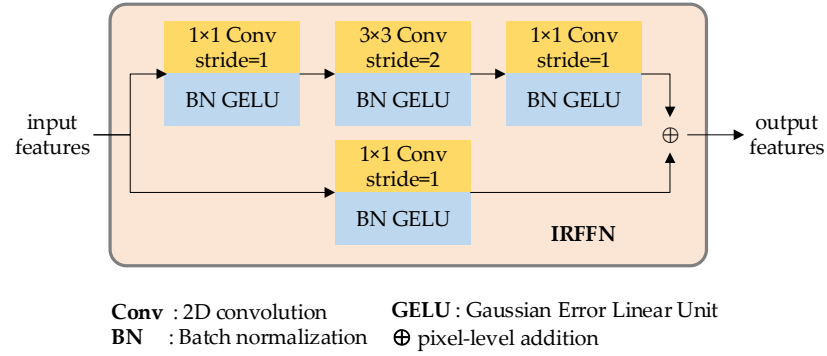 1×1 Conv
stride=1
BN GELU
3×3 Conv
stride=2
BN GELU
1×1 Conv
stride=1
BN GELU
input
features
⊕
output
features
1×1 Conv
stride=1
BN GELU
IRFFN
Conv : 2D convolution
GELU : Gaussian Error Linear Unit
BN : Batch normalization
⊕ pixel-level addition